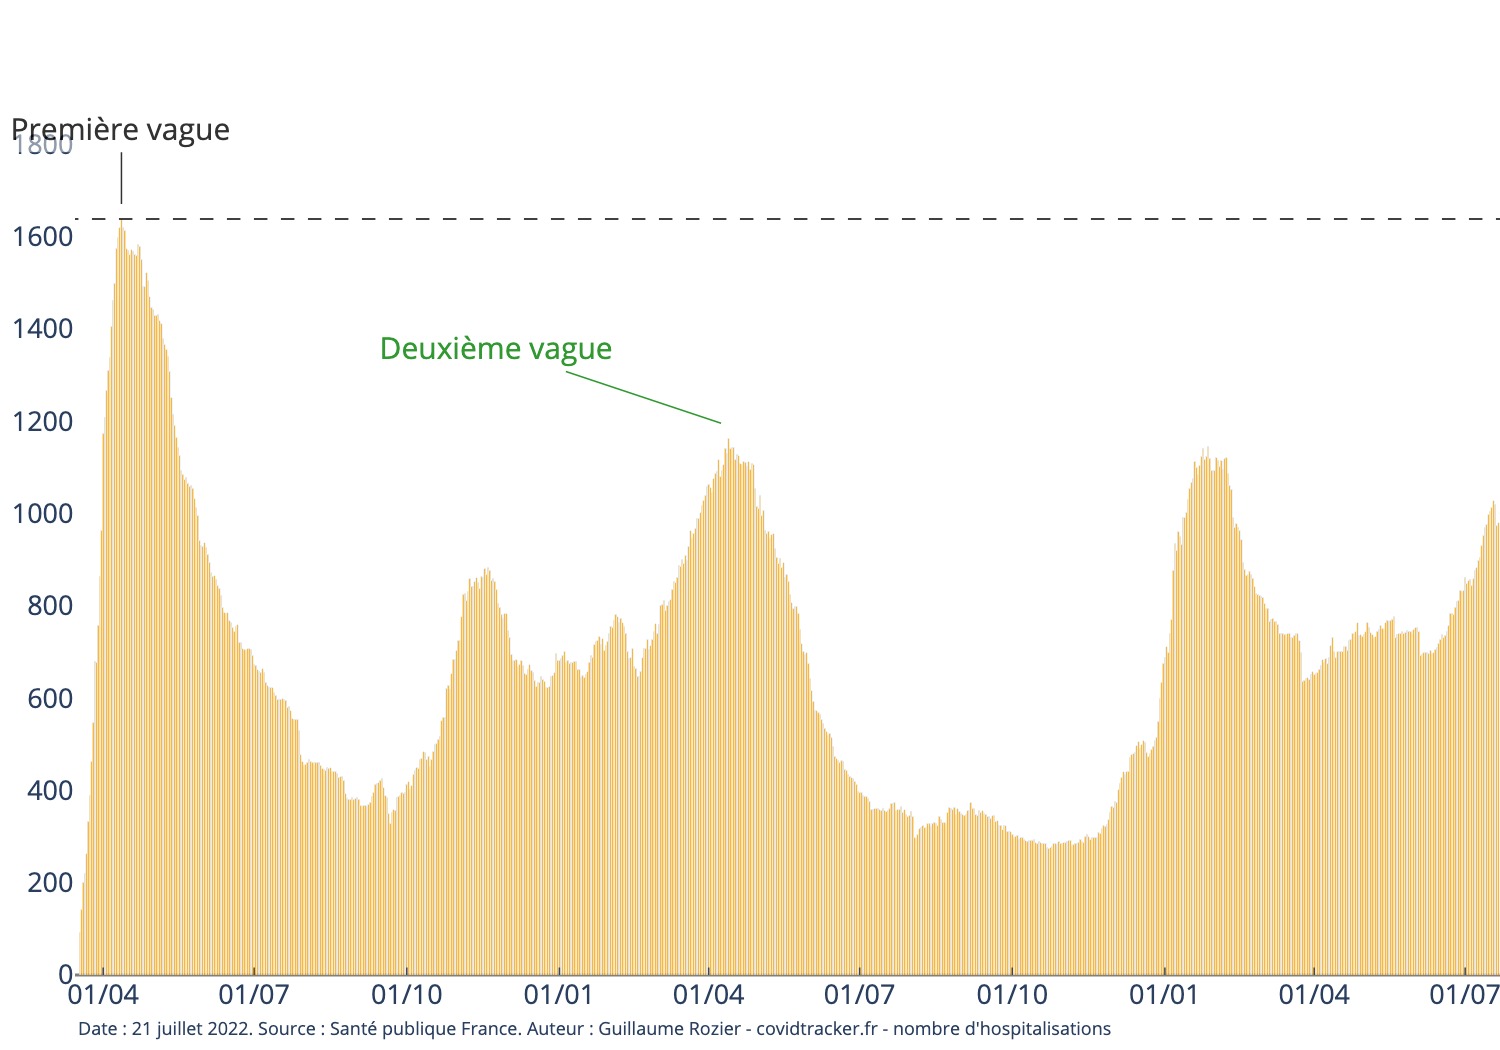 Première vague
1800
1600
1400
Deuxième vague
1200
1000
800
600
400
200
0
01/04 01/07 01/10 01/01 01/04 01/07 01/10 01/01 01/04 01/07
Date : 21 juillet 2022. Source : Santé publique France. Auteur : Guillaume Rozier - covidtracker.fr - nombre d'hospitalisations